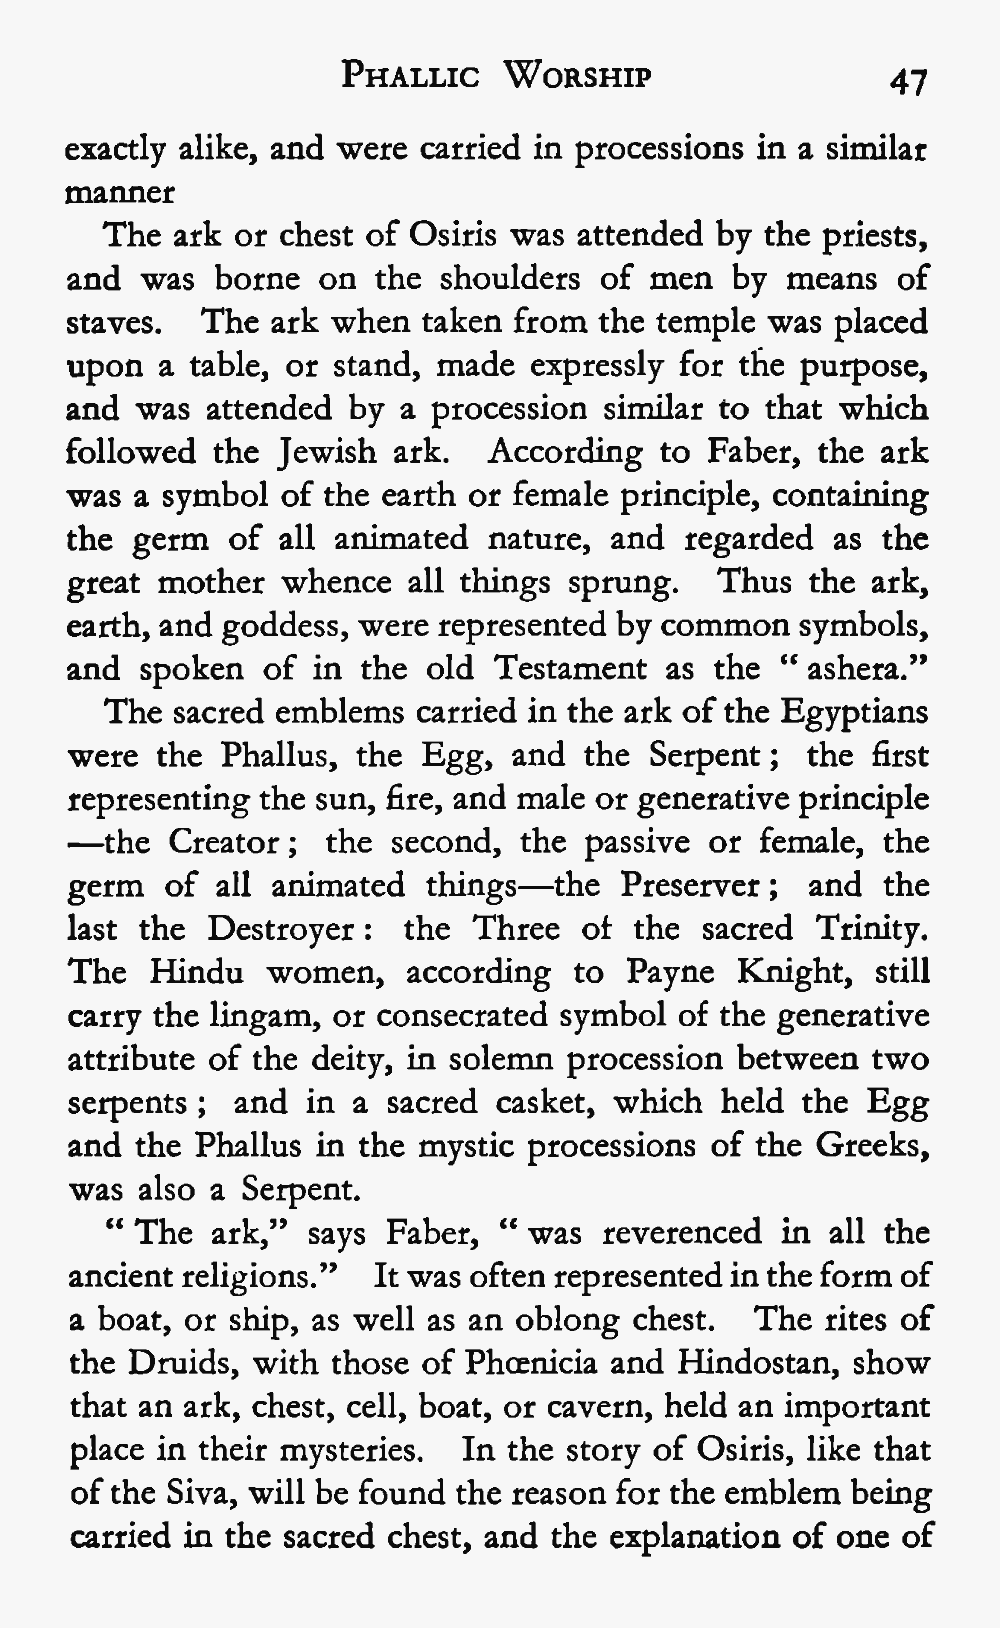 PHALLIC WORSHIP 47
exactly alike, and were carried in processions in a similar
manner
The ark or chest of Osiris was attended by the priests,
and was borne on the shoulders of men by means of
staves. The ark when taken from the temple was placed
upon a table, or stand, made expressly for the purpose,
and was attended by a procession similar to that which
followed the Jewish ark. According to Faber, the ark
was a symbol of the earth or female principle, containing
the germ of all animated nature, and regarded as the
great mother whence all things sprung. Thus the ark,
earth, and goddess, were represented by common symbols,
and spoken of in the old Testament as the “ ashera.”
The sacred emblems carried in the ark of the Egyptians
were the Phallus, the Egg, and the Serpent ; the first
representing the sun, fire, and male or generative principle
—the Creator ; the second, the passive or female, the
germ of all animated things—the Preserver ; and the
last the Destroyer : the Three of the sacred Trinity.
The Hindu women, according to Payne Knight, still
carry the lingam, or consecrated symbol of the generative
attribute of the deity, in solemn procession between two
serpents ; and in a sacred casket, which held the Egg
and the Phallus in the mystic processions of the Greeks,
was also a Serpent.
“ The ark,” says Faber, “ was reverenced in all the
ancient religions.” It was often represented in the form of
a boat, or ship, as well as an oblong chest. The rites of
the Druids, with those of Phœnicia and Hindostan, show
that an ark, chest, cell, boat, or cavern, held an important
place in their mysteries. In the story of Osiris, like that
of the Siva, will be found the reason for the emblem being
carried in the sacred chest, and the explanation of one of